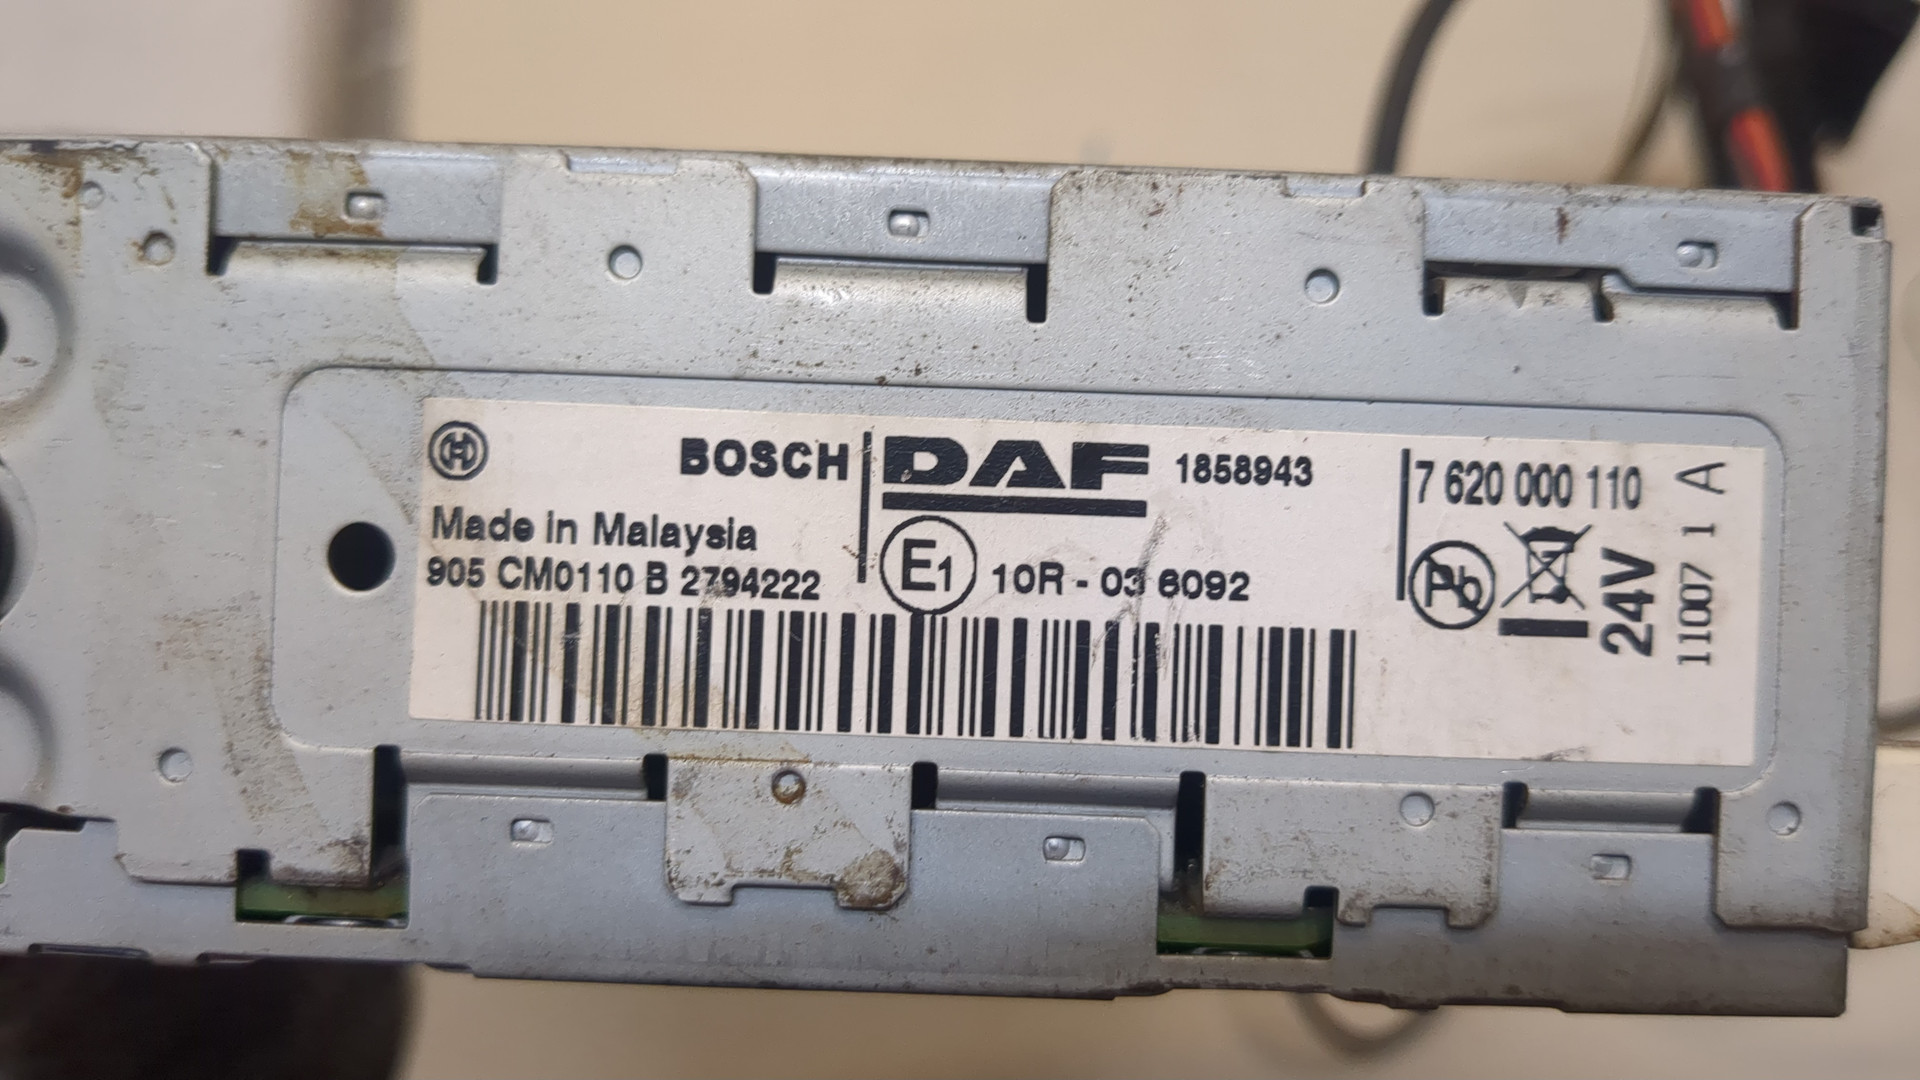 BOSCH
Made in Malaysia
905 CM0110 B 2794222
DAF 1858943
E1 10R - 03 6092
7 620 000 110
Pb
24V
11007 1 A